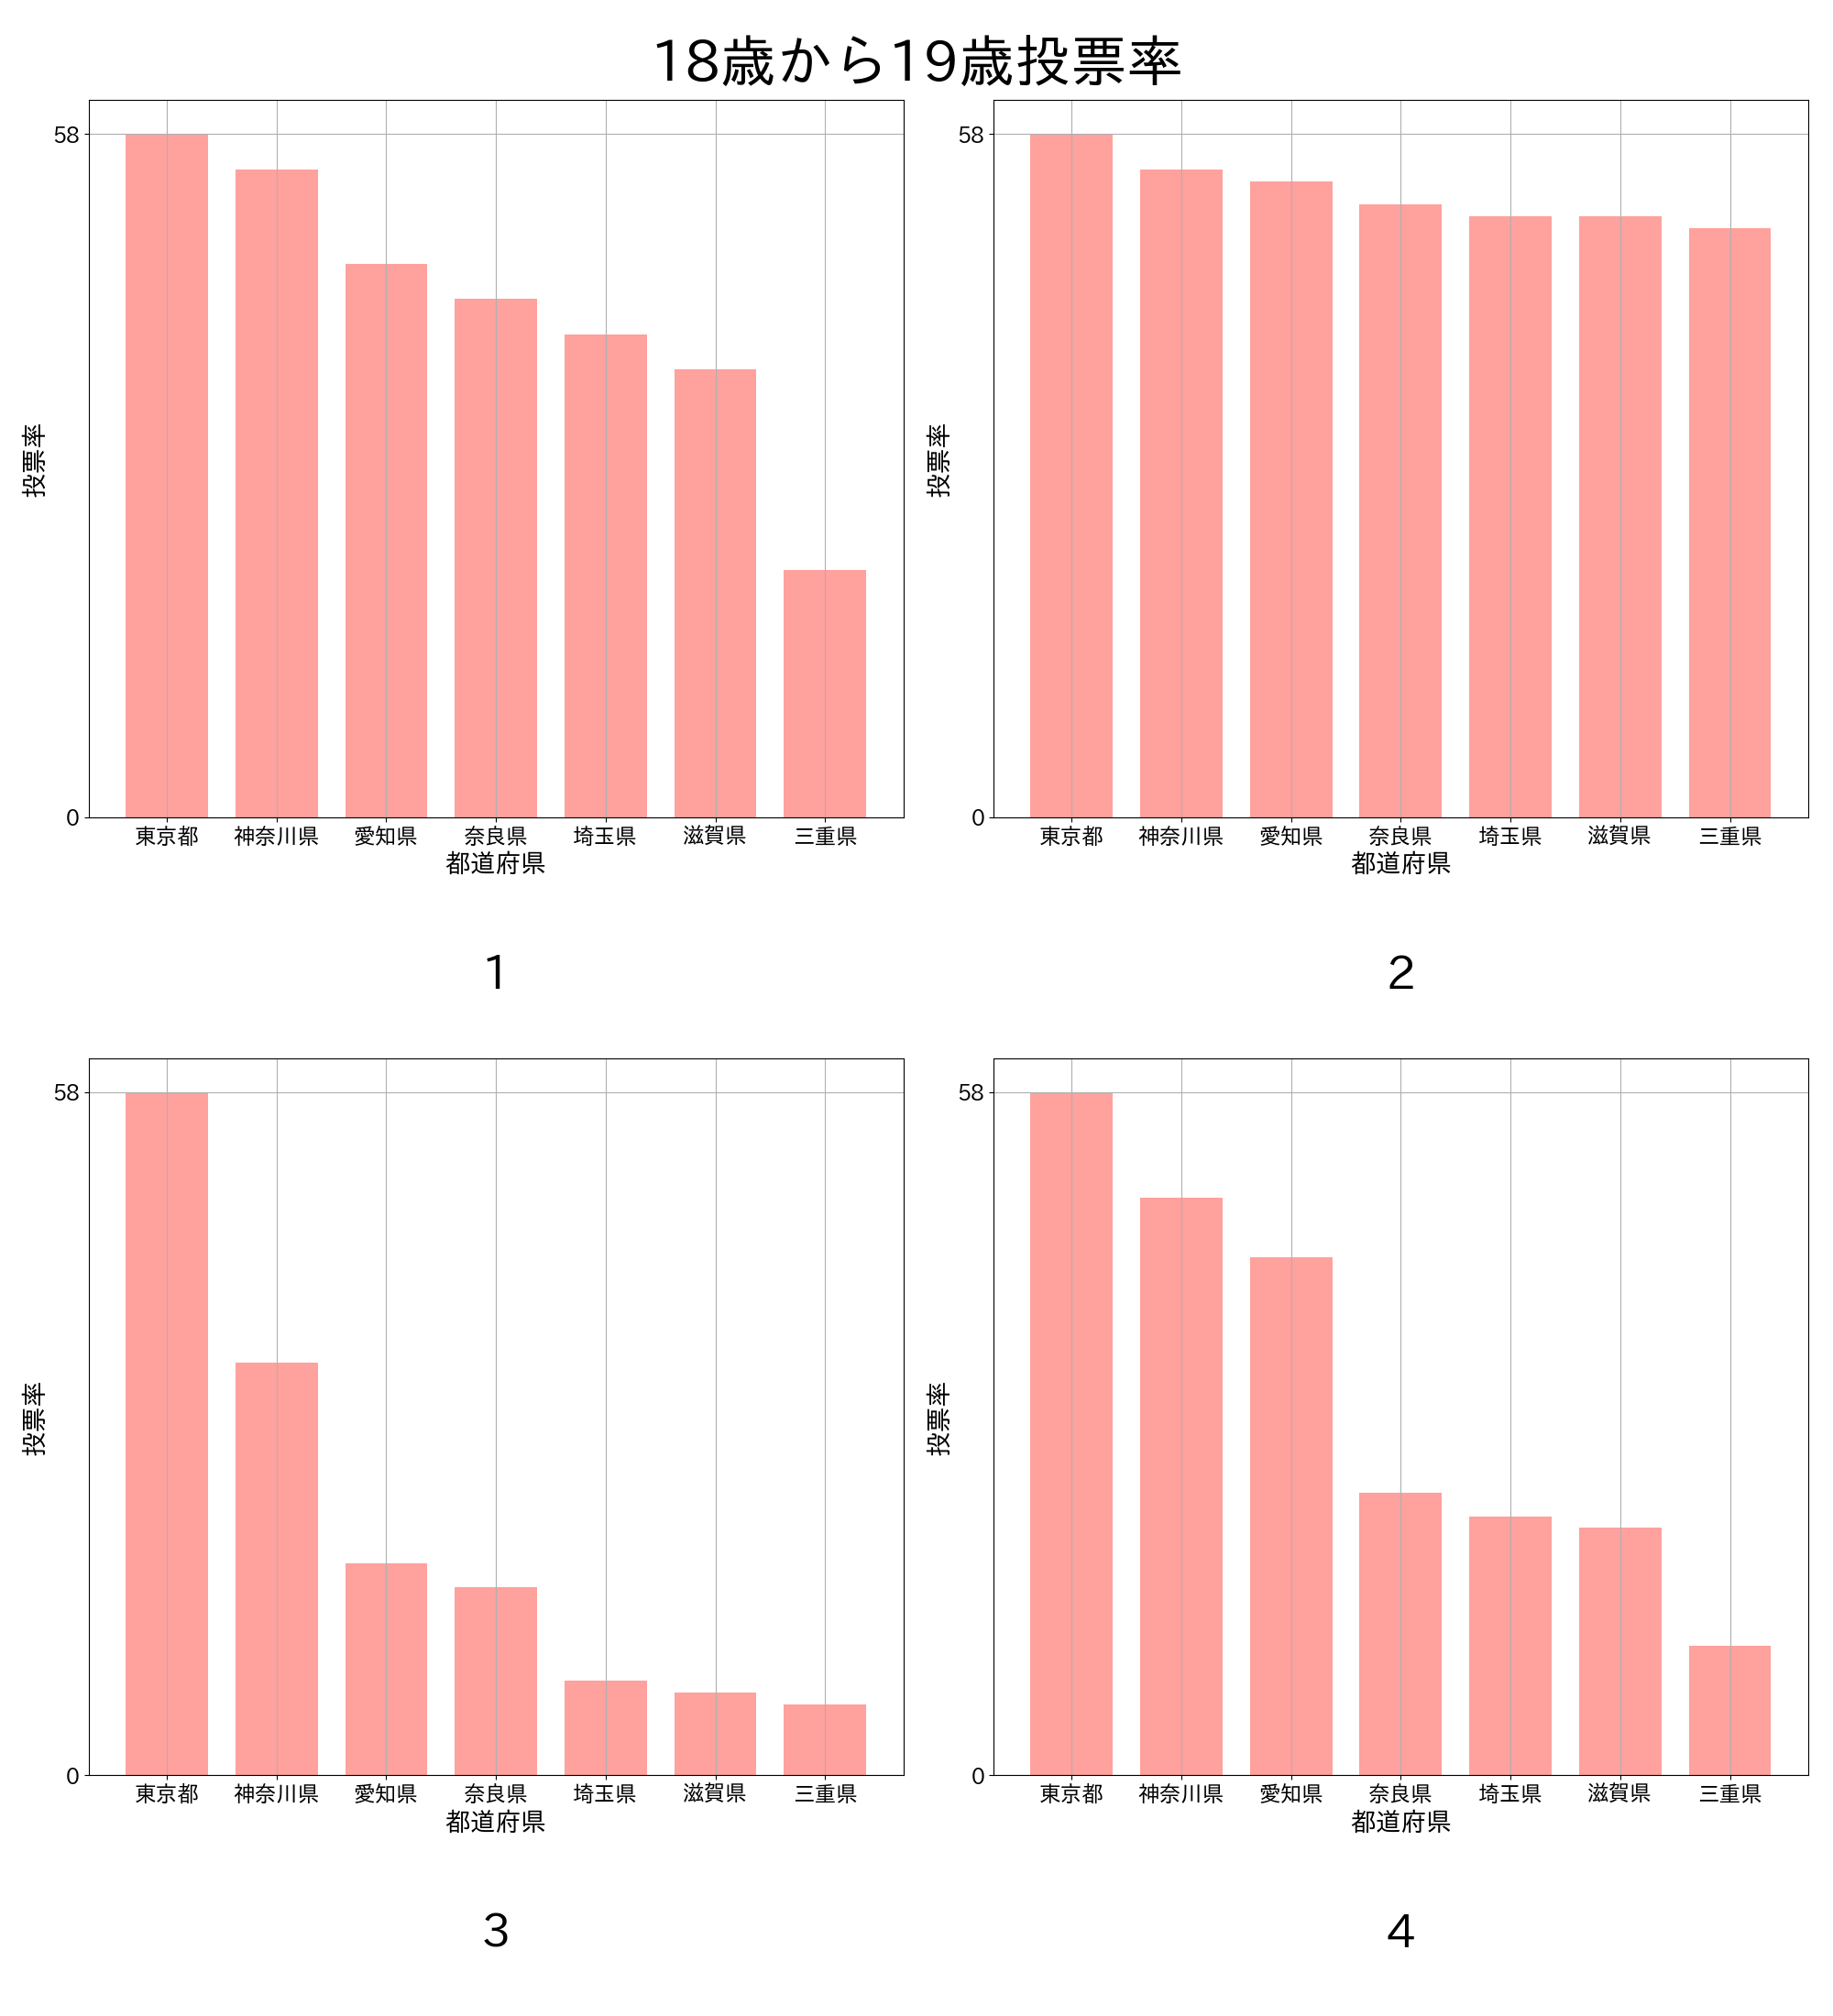 18歳から19歳投票率
58
0
投票率
東京都 神奈川県 愛知県 奈良県 埼玉県 滋賀県 三重県
都道府県
1
58
0
投票率
東京都 神奈川県 愛知県 奈良県 埼玉県 滋賀県 三重県
都道府県
2
58
0
投票率
東京都 神奈川県 愛知県 奈良県 埼玉県 滋賀県 三重県
都道府県
3
58
0
投票率
東京都 神奈川県 愛知県 奈良県 埼玉県 滋賀県 三重県
都道府県
4